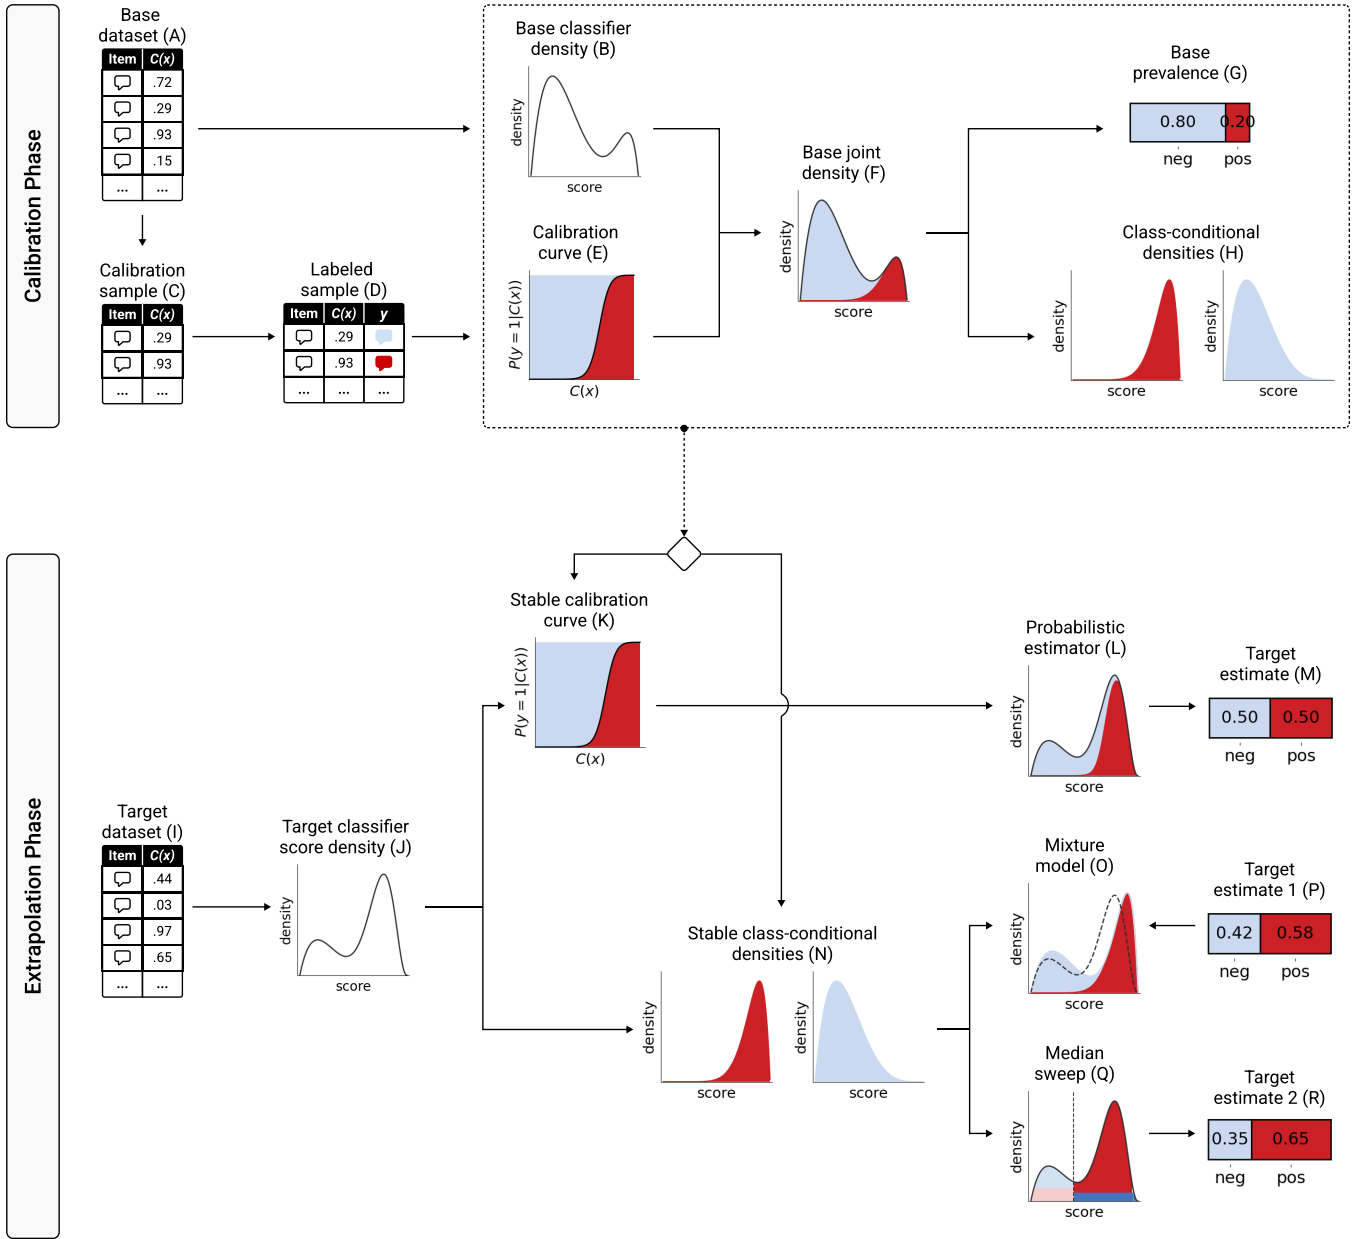 Calibration Phase
Base
dataset (A)
Item C(x)
.72
.29
.93
.15
... ...
Calibration
sample (C)
Item C(x)
.29
.93
... ...
Labeled
sample (D)
Item C(x) y
.29
.93
... ... ...
Base classifier
density (B)
density
score
Calibration
curve (E)
P(y = 1|C(x))
C(x)
Base joint
density (F)
density
score
Base
prevalence (G)
0.80 0.20
neg pos
Class-conditional
densities (H)
density
score
density
score
Extrapolation Phase
Target
dataset (I)
Item C(x)
.44
.03
.97
.65
... ...
Target classifier
score density (J)
density
score
Stable calibration
curve (K)
P(y = 1|C(x))
C(x)
Probabilistic
estimator (L)
density
score
Target
estimate (M)
0.50 0.50
neg pos
Stable class-conditional
densities (N)
density
score
density
score
Mixture
model (O)
density
score
Target
estimate 1 (P)
0.42 0.58
neg pos
Median
sweep (Q)
density
score
Target
estimate 2 (R)
0.35 0.65
neg pos